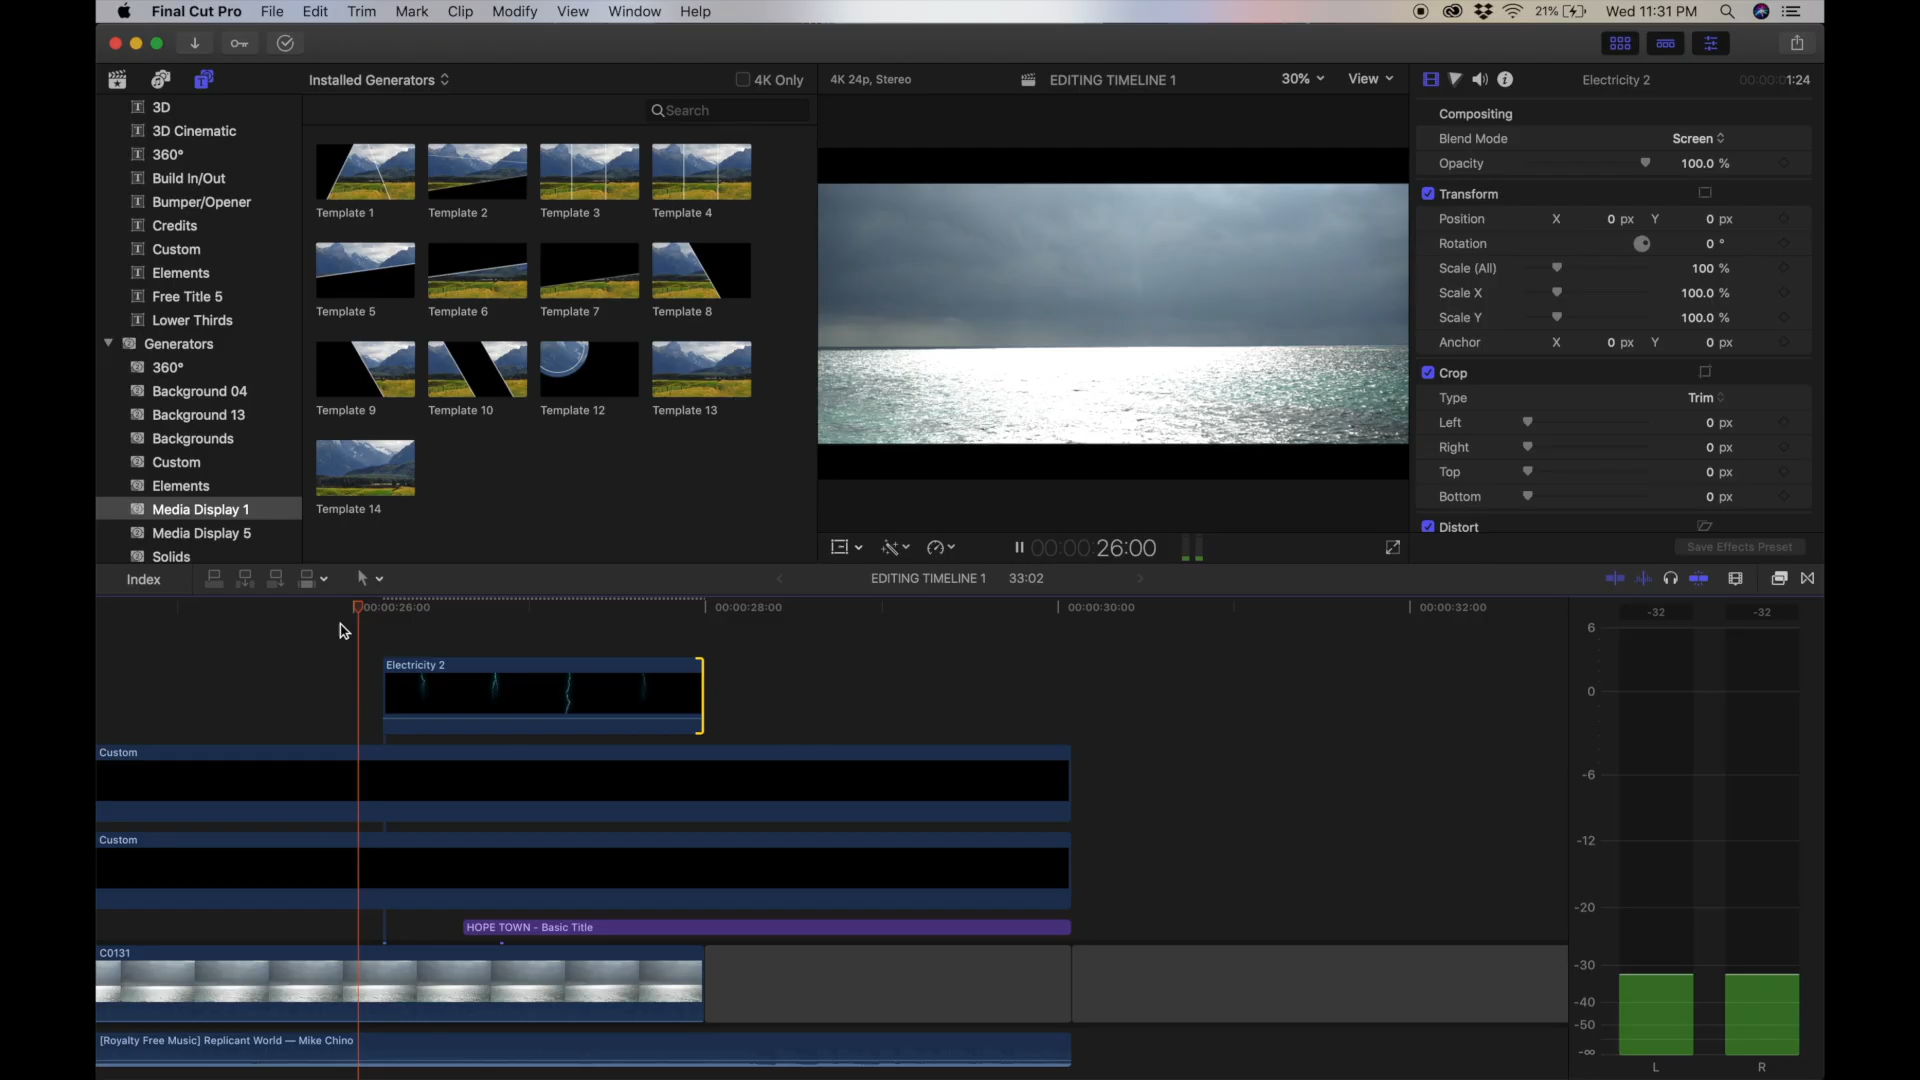 Final Cut Pro File Edit Trim Mark Clip Modify View Window Help 21% Wed 11:31 PM
Installed Generators 4K Only 4K 24p, Stereo EDITING TIMELINE 1 30% View Electricity 2 00:00:01:24
Search
3D
3D Cinematic
360°
Build In/Out
Bumper/Opener
Credits
Custom
Elements
Free Title 5
Lower Thirds
Generators
360°
Background 04
Background 13
Backgrounds
Custom
Elements
Media Display 1
Media Display 5
Solids
Template 1 Template 2 Template 3 Template 4
Template 5 Template 6 Template 7 Template 8
Template 9 Template 10 Template 12 Template 13
Template 14
Compositing
Blend Mode Screen
Opacity 100.0 %
Transform
Position X 0 px Y 0 px
Rotation 0 °
Scale (All) 100 %
Scale X 100.0 %
Scale Y 100.0 %
Anchor X 0 px Y 0 px
Crop
Type Trim
Left 0 px
Right 0 px
Top 0 px
Bottom 0 px
Distort
00:00:00:26:00 Save Effects Preset
Index EDITING TIMELINE 1 33:02
00:00:26:00 00:00:28:00 00:00:30:00 00:00:32:00
Electricity 2
Custom
Custom
HOPE TOWN - Basic Title
C0131
[Royalty Free Music] Replicant World — Mike Chino
-32 -32
6
0
-6
-12
-20
-30
-40
-50
-∞
L R